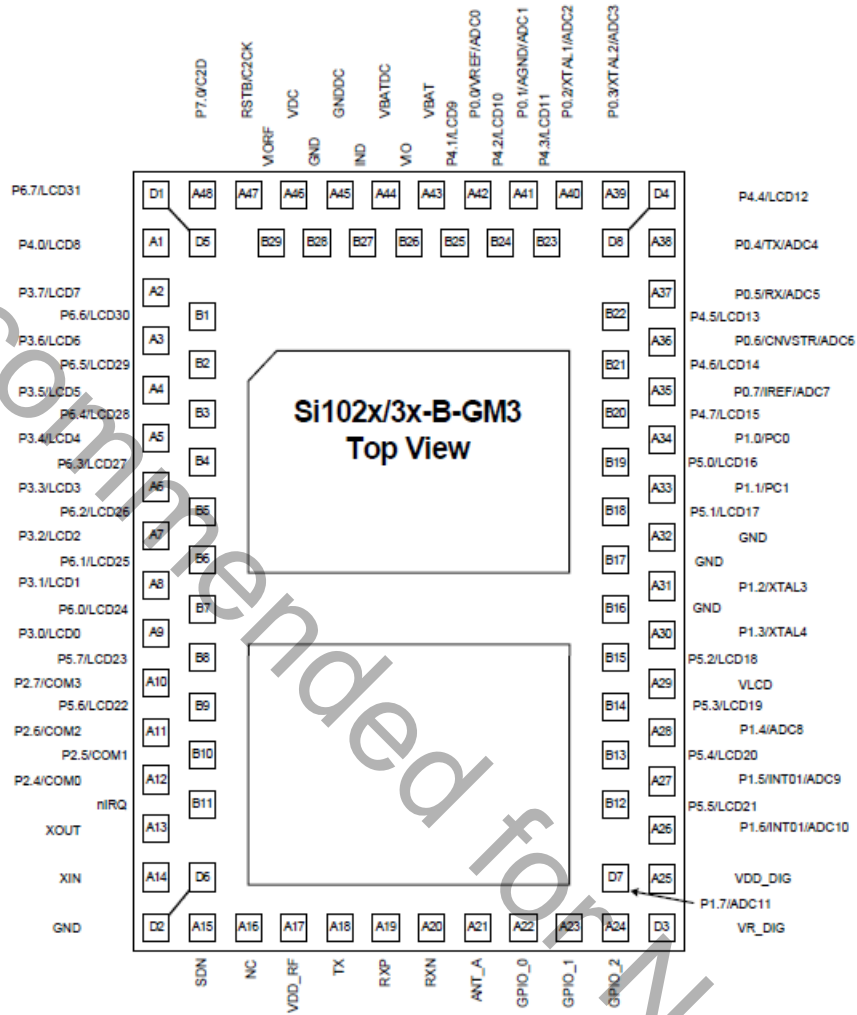 P7.0/C2D
RSTB/C2CK
VIORF
VDC
GND
GNDDC
IND
VBATDC
VIO
VBAT
P4.1/LCD9
P0.0/VREF/ADC0
P4.2/LCD10
P0.1/AGND/ADC1
P4.3/LCD11
P0.2/XTAL1/ADC2
P0.3/XTAL2/ADC3
P6.7/LCD31 D1 A48 A47 A46 A45 A44 A43 A42 A41 A40 A39 D4 P4.4/LCD12
P4.0/LCD8 A1 D5 B29 B28 B27 B26 B25 B24 B23 D8 A38 P0.4/TX/ADC4
P3.7/LCD7 A2 A37 P0.5/RX/ADC5
P6.6/LCD30 B1 B22 P4.5/LCD13
P3.6/LCD6 A3 A36 P0.6/CNVSTR/ADC6
P6.5/LCD29 B2 B21 P4.6/LCD14
P3.5/LCD5 A4 A35 P0.7/IREF/ADC7
P6.4/LCD28 B3 B20 P4.7/LCD15
Si102x/3x-B-GM3
Top View
P3.4/LCD4 A5 A34 P1.0/PC0
P6.3/LCD27 B4 B19 P5.0/LCD16
P3.3/LCD3 A6 A33 P1.1/PC1
P6.2/LCD26 B5 B18 P5.1/LCD17
P3.2/LCD2 A7 A32 GND
P6.1/LCD25 B6 B17 GND
P3.1/LCD1 A8 A31 P1.2/XTAL3
P6.0/LCD24 B7 B16 GND
P3.0/LCD0 A9 A30 P1.3/XTAL4
P5.7/LCD23 B8 B15 P5.2/LCD18
P2.7/COM3 A10 A29 VLCD
P5.6/LCD22 B9 B14 P5.3/LCD19
P2.6/COM2 A11 A28 P1.4/ADC8
P2.5/COM1 B10 B13 P5.4/LCD20
P2.4/COM0 A12 A27 P1.5/INT01/ADC9
nIRQ B11 B12 P5.5/LCD21
XOUT A13 A26 P1.6/INT01/ADC10
XIN A14 D6 D7 A25 VDD_DIG
P1.7/ADC11
GND D2 A15 A16 A17 A18 A19 A20 A21 A22 A23 A24 D3 VR_DIG
SDN
NC
VDD_RF
TX
RXP
RXN
ANT_A
GPIO_0
GPIO_1
GPIO_2
commended for N